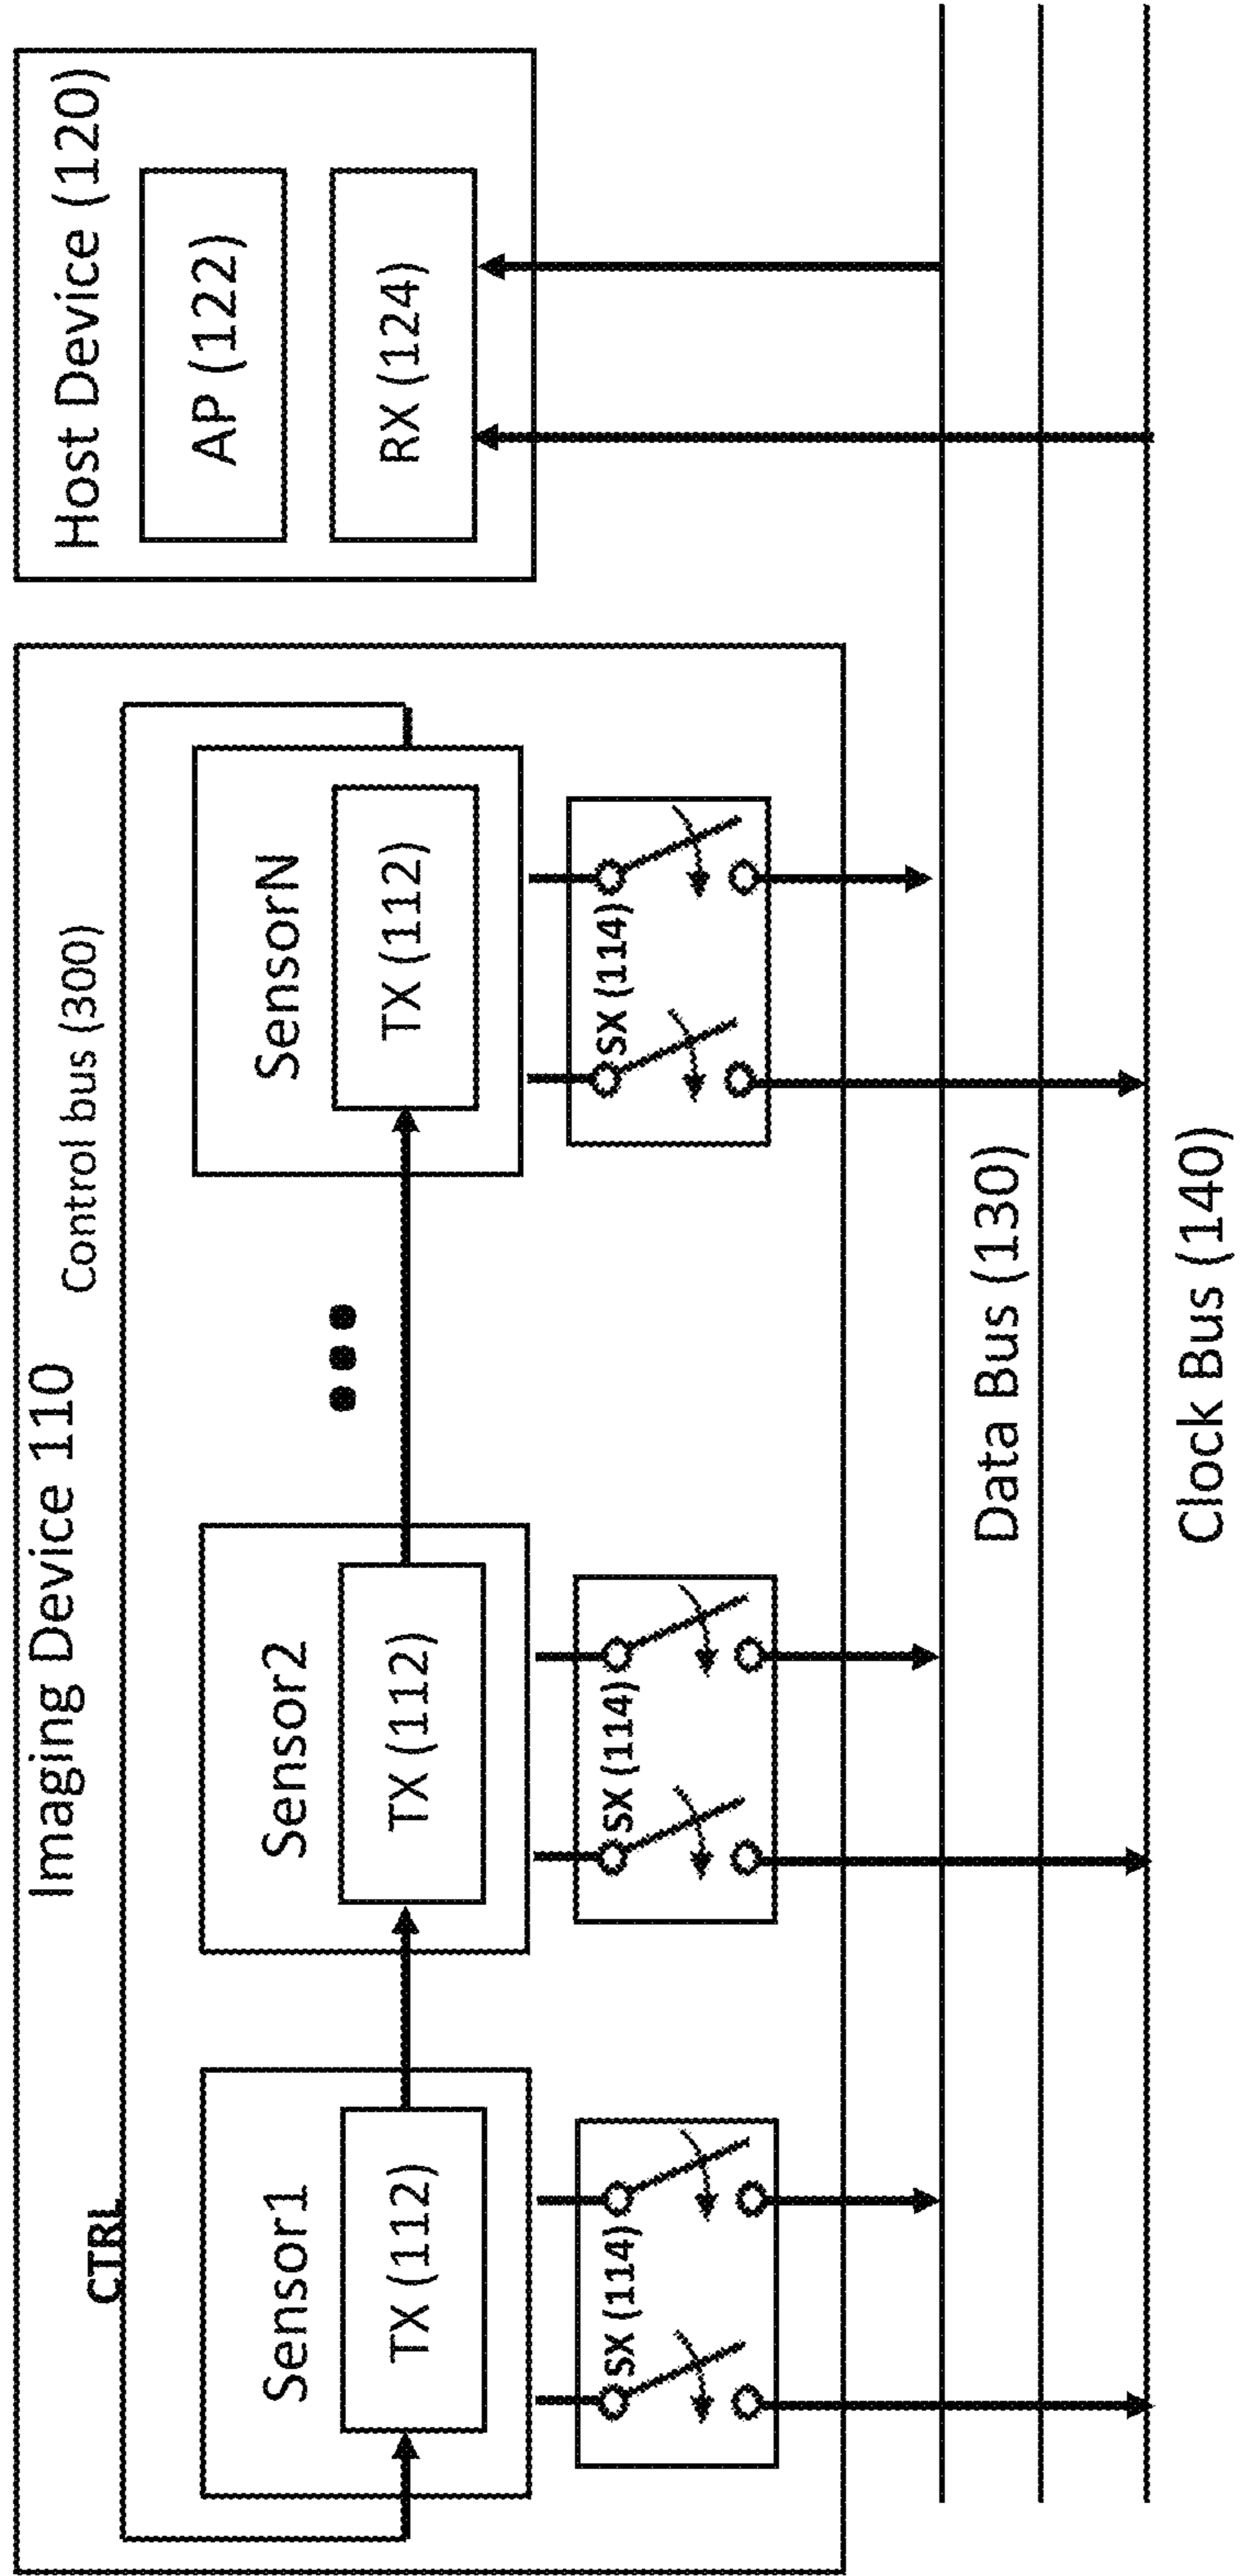 Imaging Device 110
Control bus (300)
CTRL
Sensor1
TX (112)
SX (114)
Sensor2
TX (112)
SX (114)
SensorN
TX (112)
SX (114)
Host Device (120)
AP (122)
RX (124)
Data Bus (130)
Clock Bus (140)